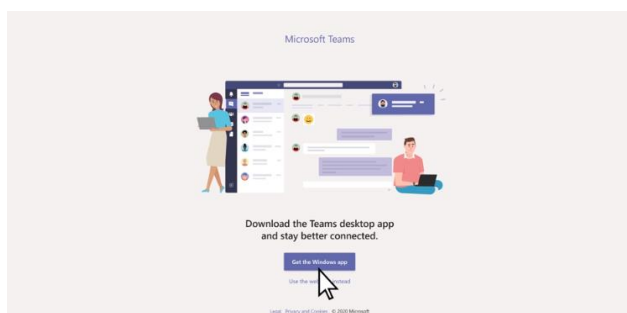 Microsoft Teams
Download the Teams desktop app
and stay better connected.
Get the Windows app
Use the web instead
Legal Privacy and Cookies © 2020 Microsoft